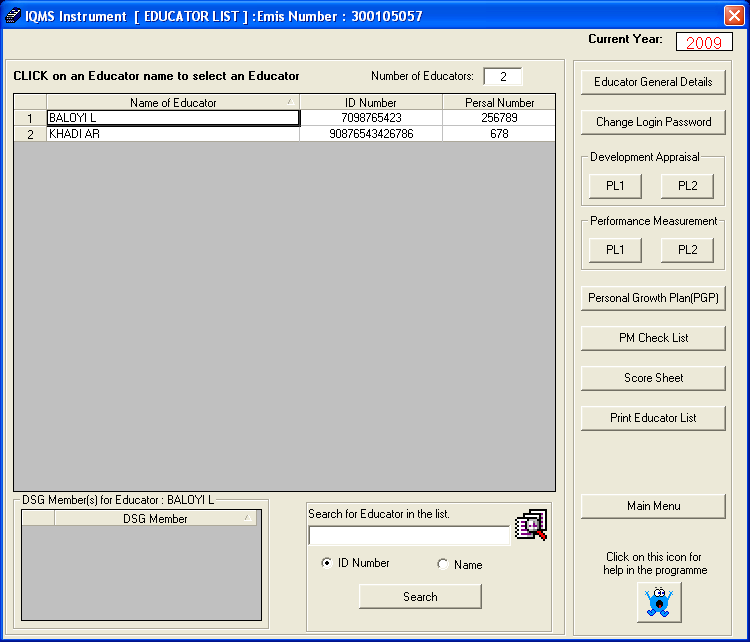 IQMS Instrument [ EDUCATOR LIST ] :Emis Number : 300105057
Current Year: 2009
CLICK on an Educator name to select an Educator
Number of Educators: 2
Name of Educator ID Number Persal Number
1 BALOYI L 7098765423 256789
2 KHADI AR 90876543426786 678
DSG Member(s) for Educator : BALOYI L
DSG Member
Search for Educator in the list.
ID Number Name
Search
Educator General Details
Change Login Password
Development Appraisal
PL1 PL2
Performance Measurement
PL1 PL2
Personal Growth Plan(PGP)
PM Check List
Score Sheet
Print Educator List
Main Menu
Click on this icon for
help in the programme